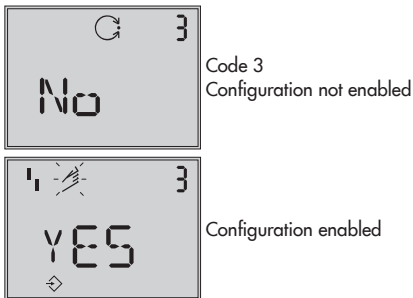 3
No
Code 3
Configuration not enabled
3
YES
Configuration enabled